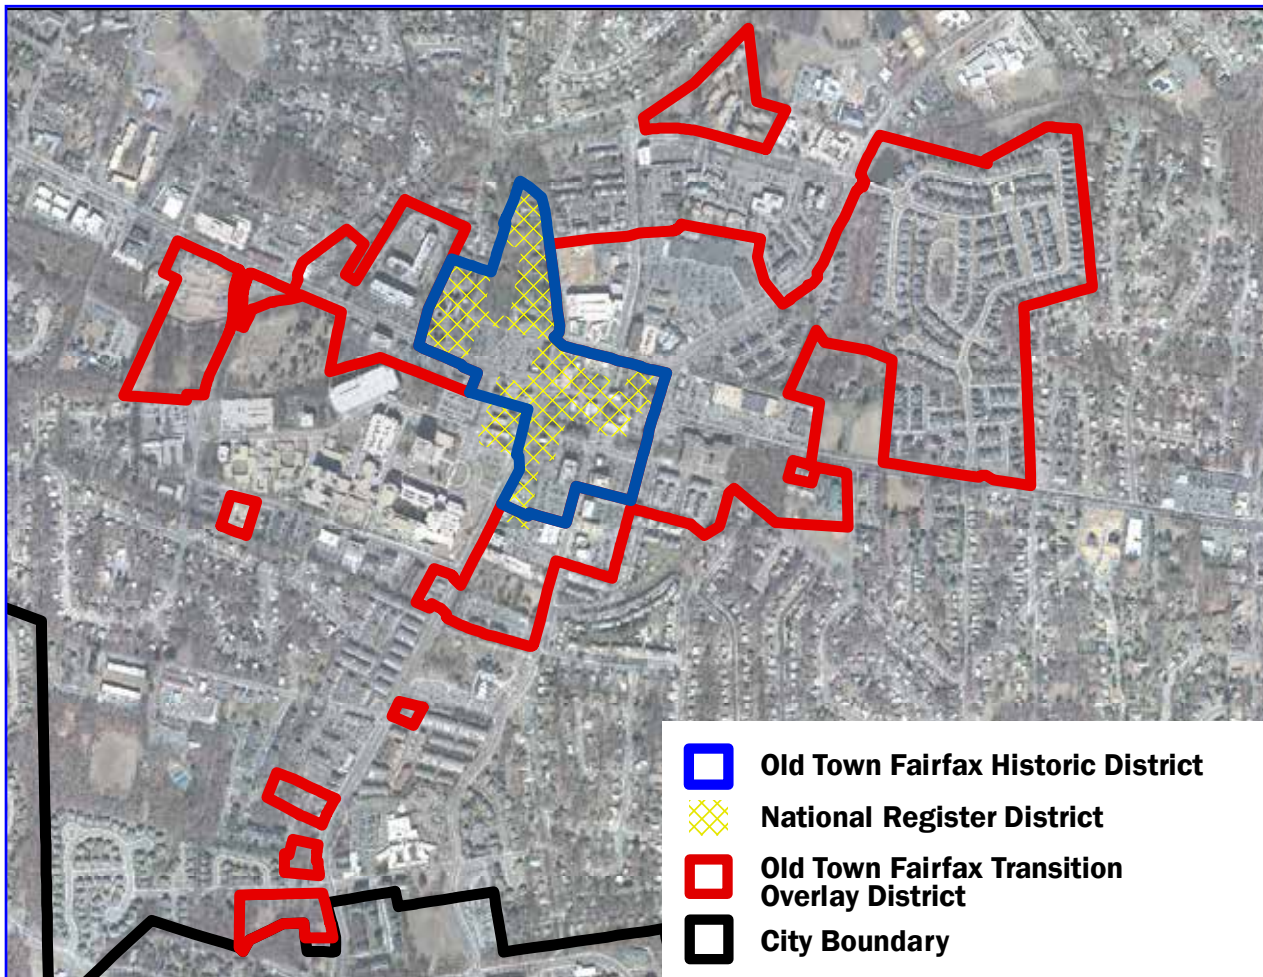 Old Town Fairfax Historic District
National Register District
Old Town Fairfax Transition
Overlay District
City Boundary